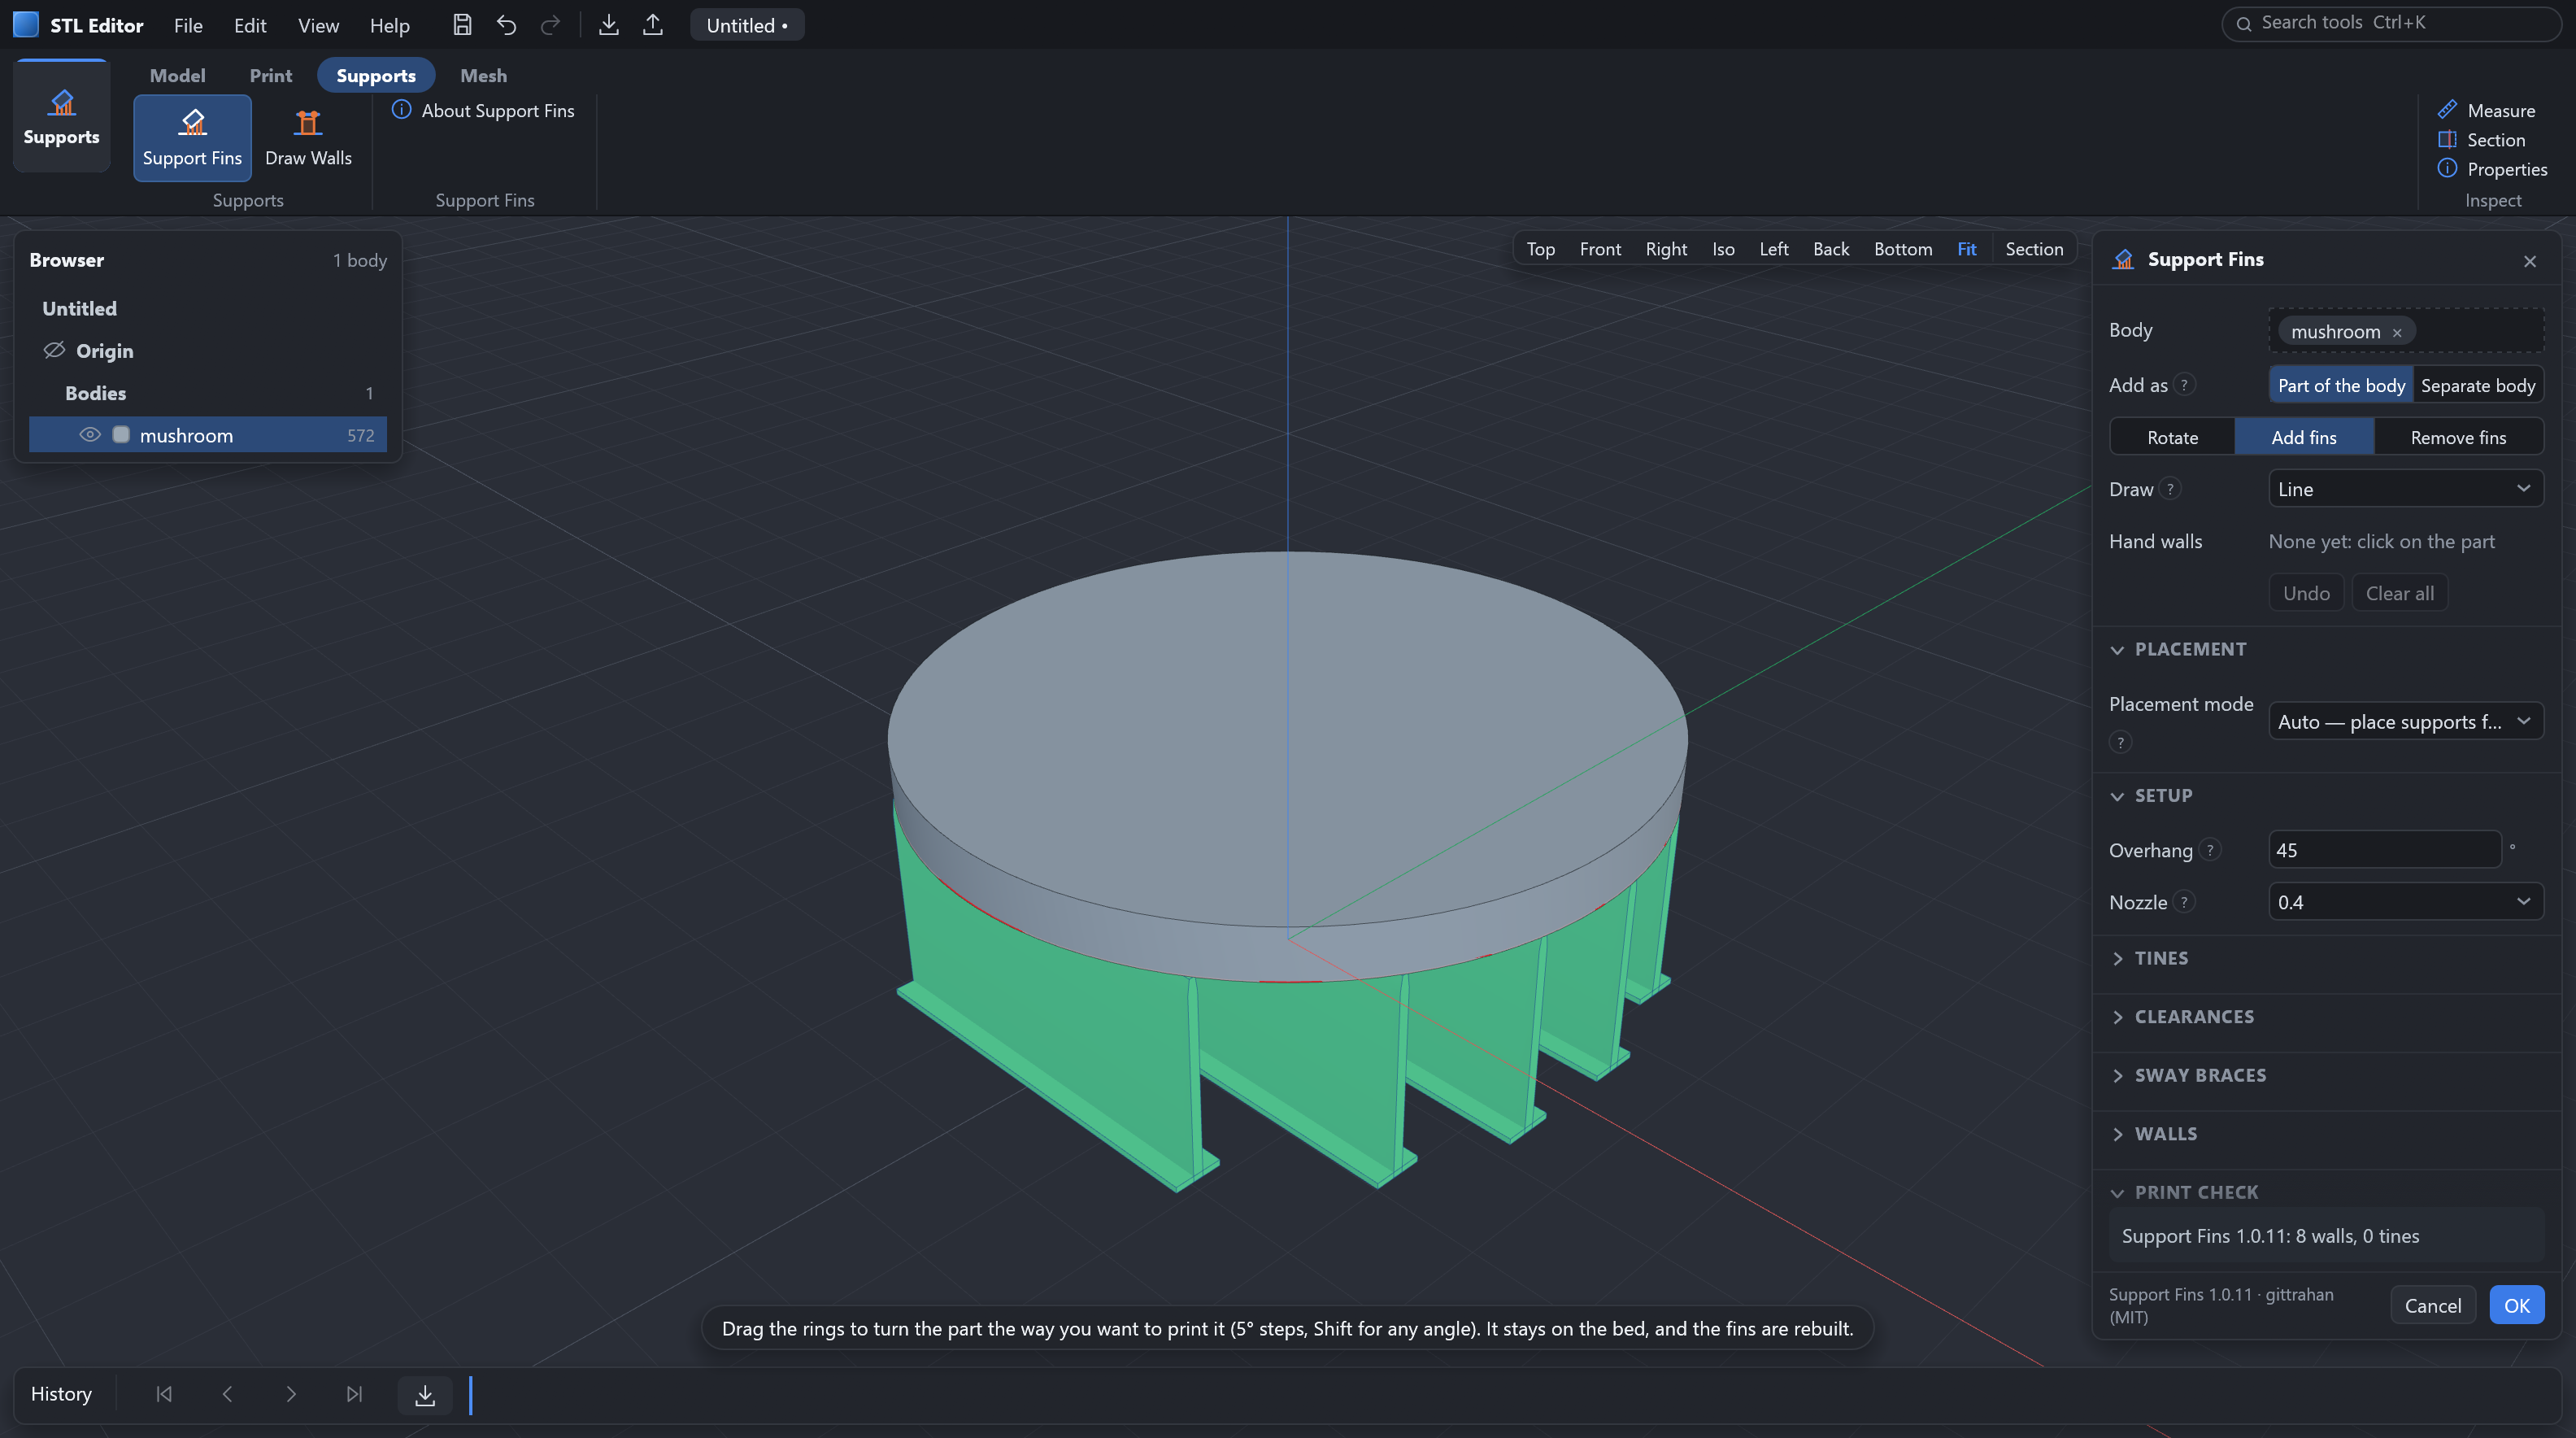 STL Editor File Edit View Help Untitled • Search tools Ctrl+K
Model Print Supports Mesh
Supports
Support Fins Draw Walls
Supports
About Support Fins
Support Fins
Measure
Section
Properties
Inspect
Browser 1 body
Untitled
Origin
Bodies 1
mushroom 572
Top Front Right Iso Left Back Bottom Fit Section
Support Fins ×
Body mushroom ×
Add as ? Part of the body Separate body
Rotate Add fins Remove fins
Draw ? Line
Hand walls None yet: click on the part
Undo Clear all
PLACEMENT
Placement mode ? Auto — place supports f...
SETUP
Overhang ? 45 °
Nozzle ? 0.4
TINES
CLEARANCES
SWAY BRACES
WALLS
PRINT CHECK
Support Fins 1.0.11: 8 walls, 0 tines
Support Fins 1.0.11 · gittrahan
(MIT)
Cancel OK
Drag the rings to turn the part the way you want to print it (5° steps, Shift for any angle). It stays on the bed, and the fins are rebuilt.
History